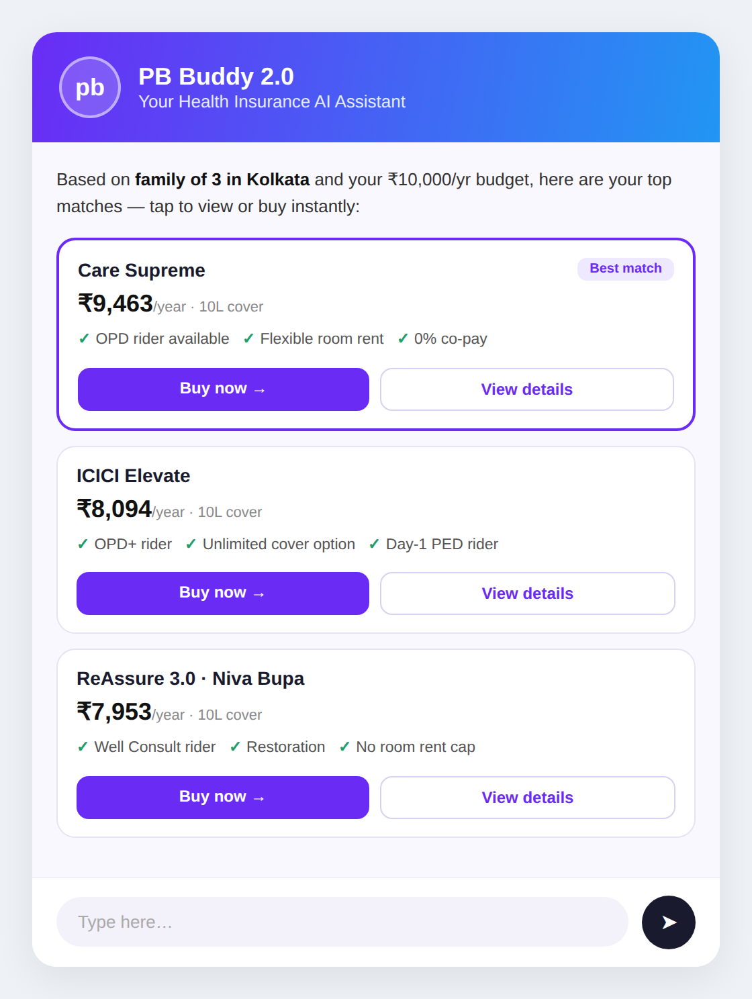 pb
PB Buddy 2.0
Your Health Insurance AI Assistant
Based on family of 3 in Kolkata and your ₹10,000/yr budget, here are your top
matches — tap to view or buy instantly:
Care Supreme
Best match
₹9,463/year · 10L cover
✓ OPD rider available ✓ Flexible room rent ✓ 0% co-pay
Buy now →
View details
ICICI Elevate
₹8,094/year · 10L cover
✓ OPD+ rider ✓ Unlimited cover option ✓ Day-1 PED rider
Buy now →
View details
ReAssure 3.0 · Niva Bupa
₹7,953/year · 10L cover
✓ Well Consult rider ✓ Restoration ✓ No room rent cap
Buy now →
View details
Type here…
➤